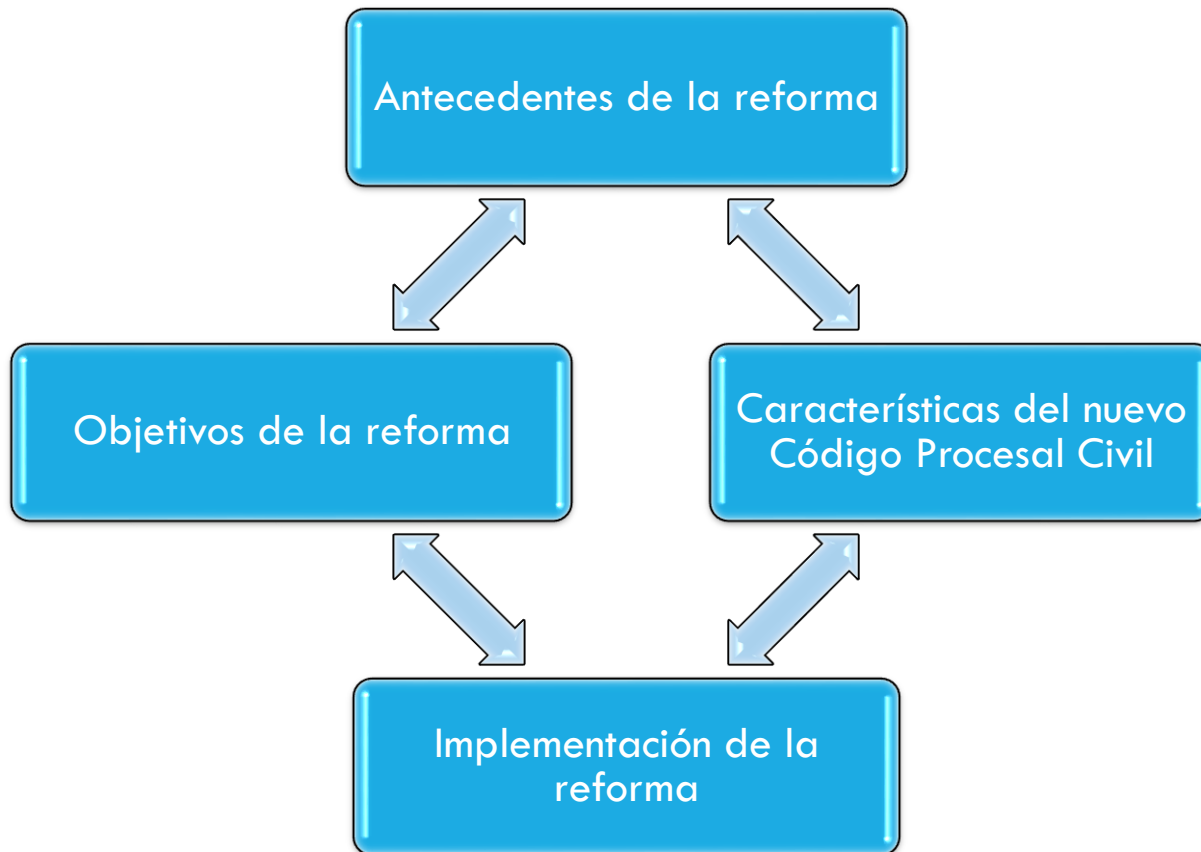 Antecedentes de la reforma
Objetivos de la reforma
Características del nuevo
Código Procesal Civil
Implementación de la
reforma